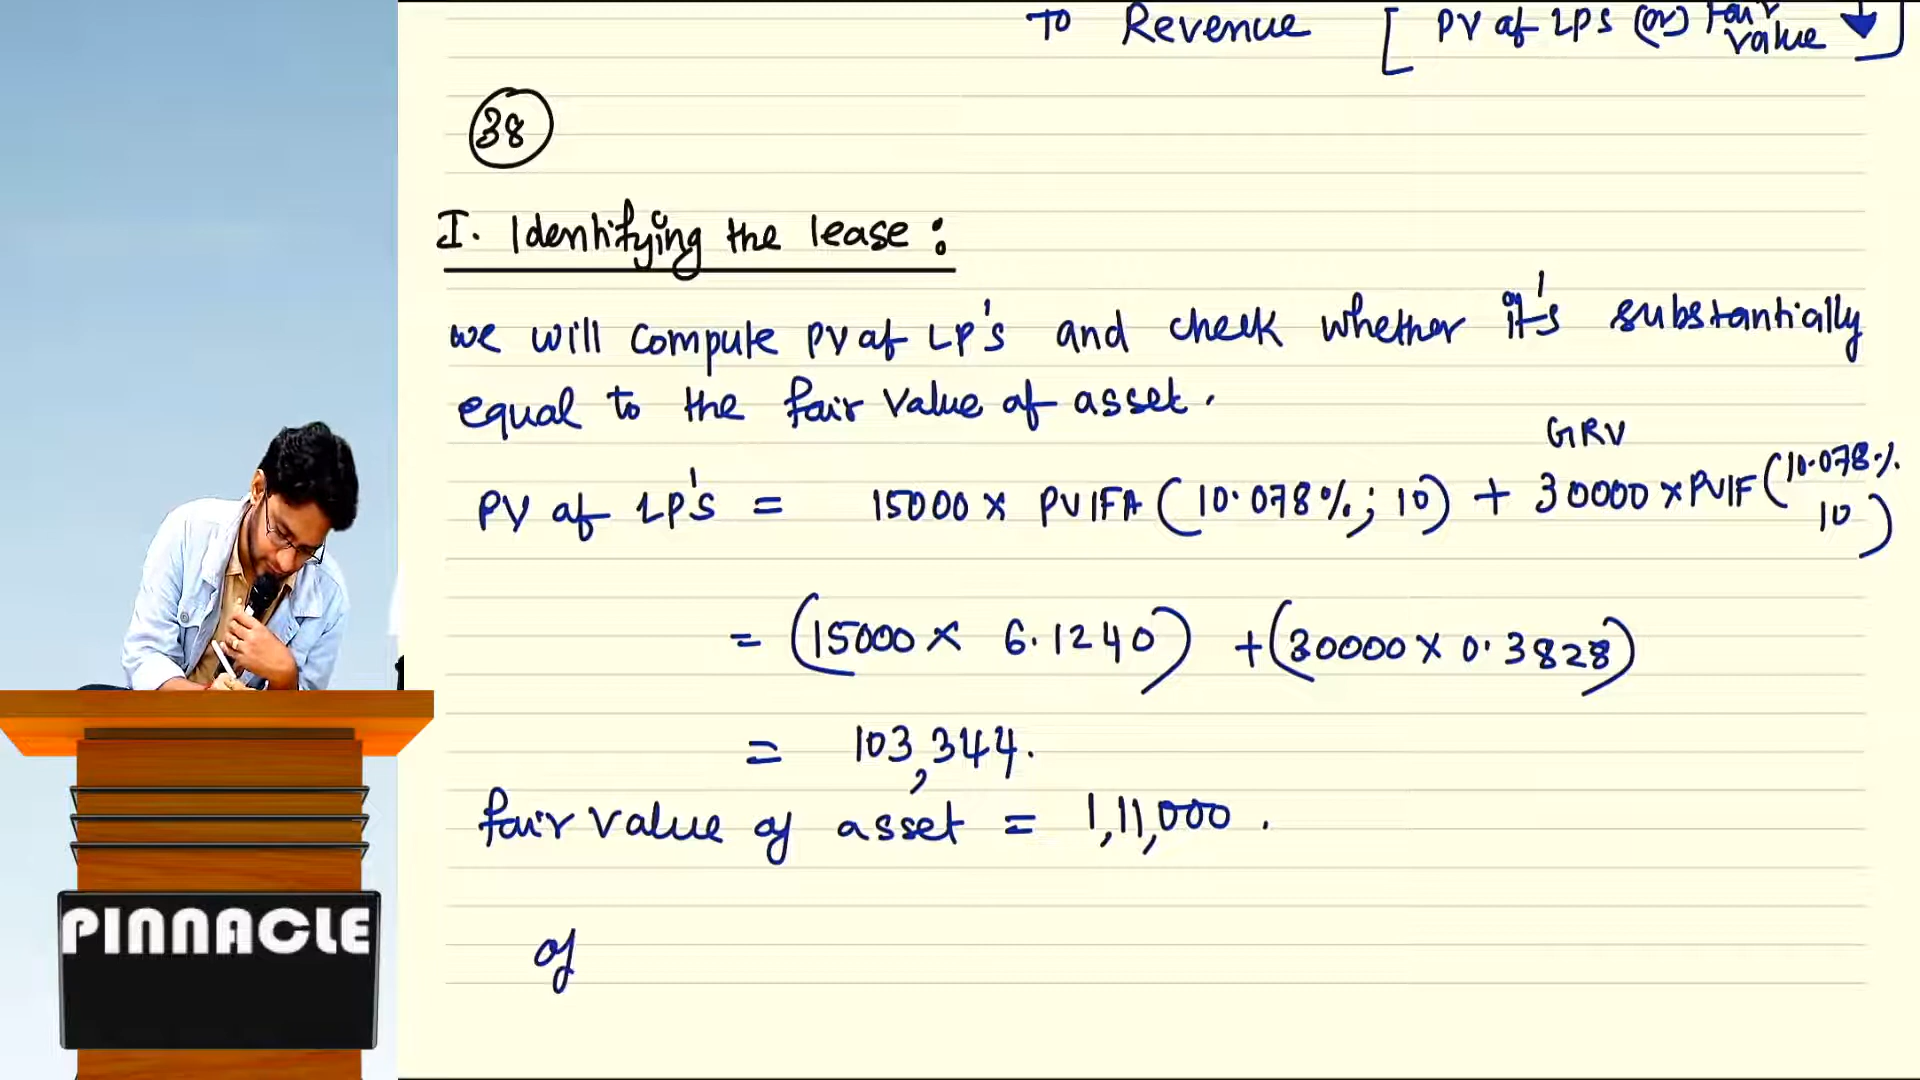 To Revenue [ PV of LPS (or) Fair value ↓ ]
38
I. Identifying the lease :
we will compute PV of LP's and check whether it's substantially
equal to the fair value of asset.
GRV
PV of LP's = 15000 x PVIFA (10.078%; 10) + 30000 x PVIF (10.078% 10)
= (15000 x 6.1240) + (30000 x 0.3828)
= 103,344.
fair value of asset = 1,11,000 .
of
PINNACLE